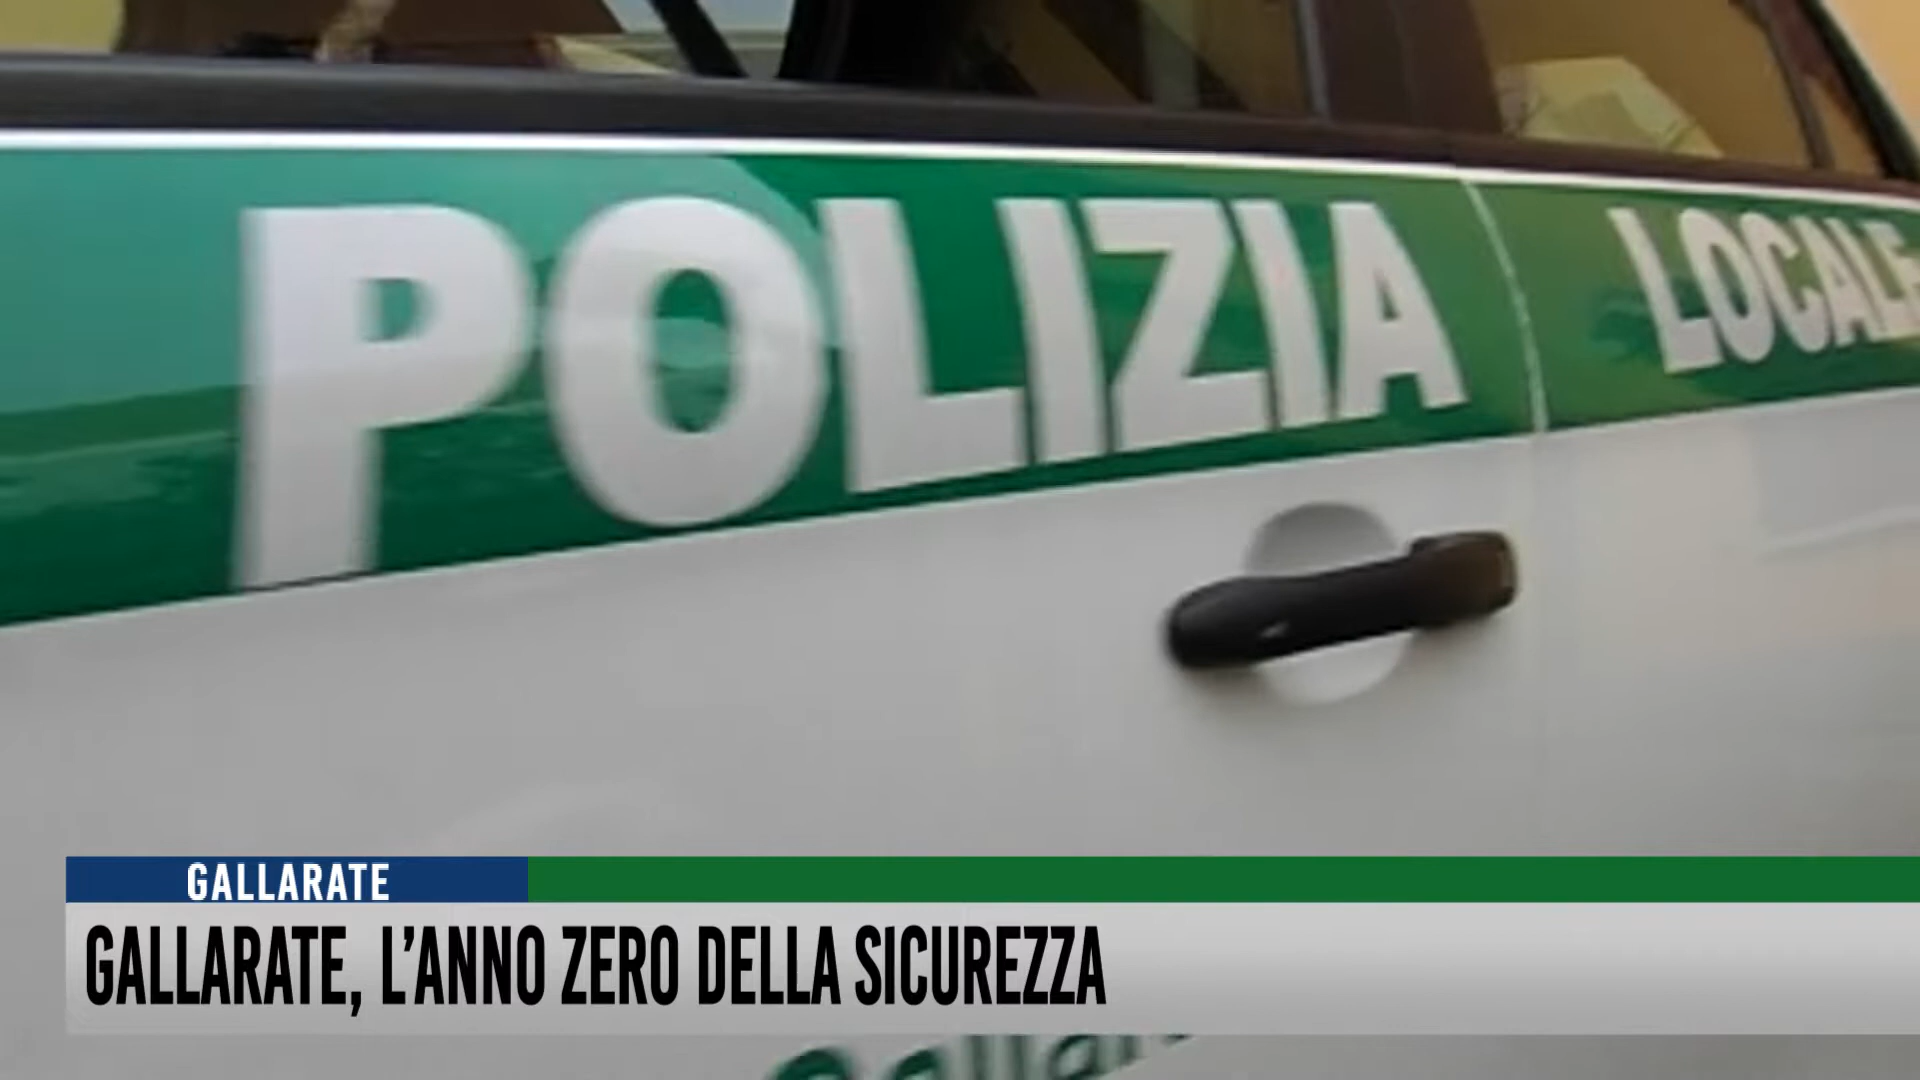 POLIZIA LOCALE
GALLARATE
GALLARATE, L'ANNO ZERO DELLA SICUREZZA